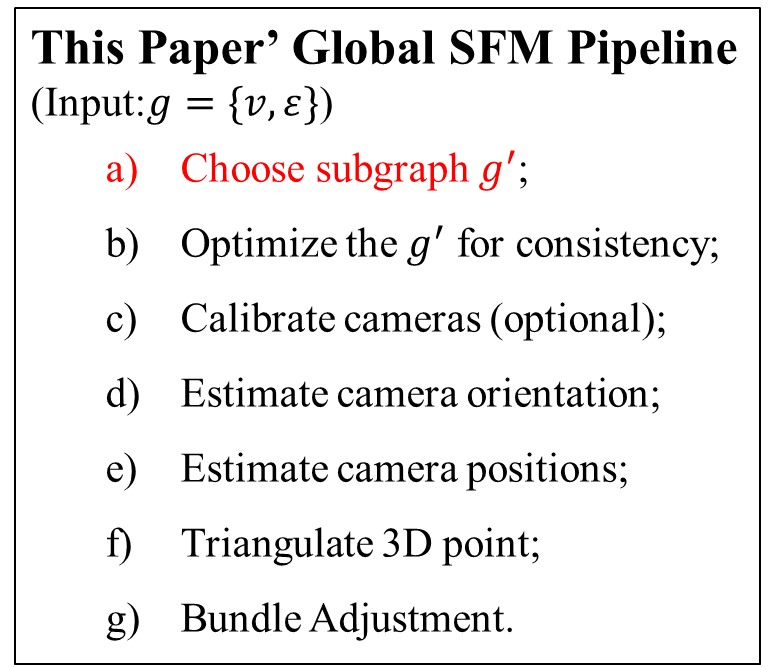 This Paper’ Global SFM Pipeline
(Input:g = {v, ε})
a) Choose subgraph g′;
b) Optimize the g′ for consistency;
c) Calibrate cameras (optional);
d) Estimate camera orientation;
e) Estimate camera positions;
f) Triangulate 3D point;
g) Bundle Adjustment.